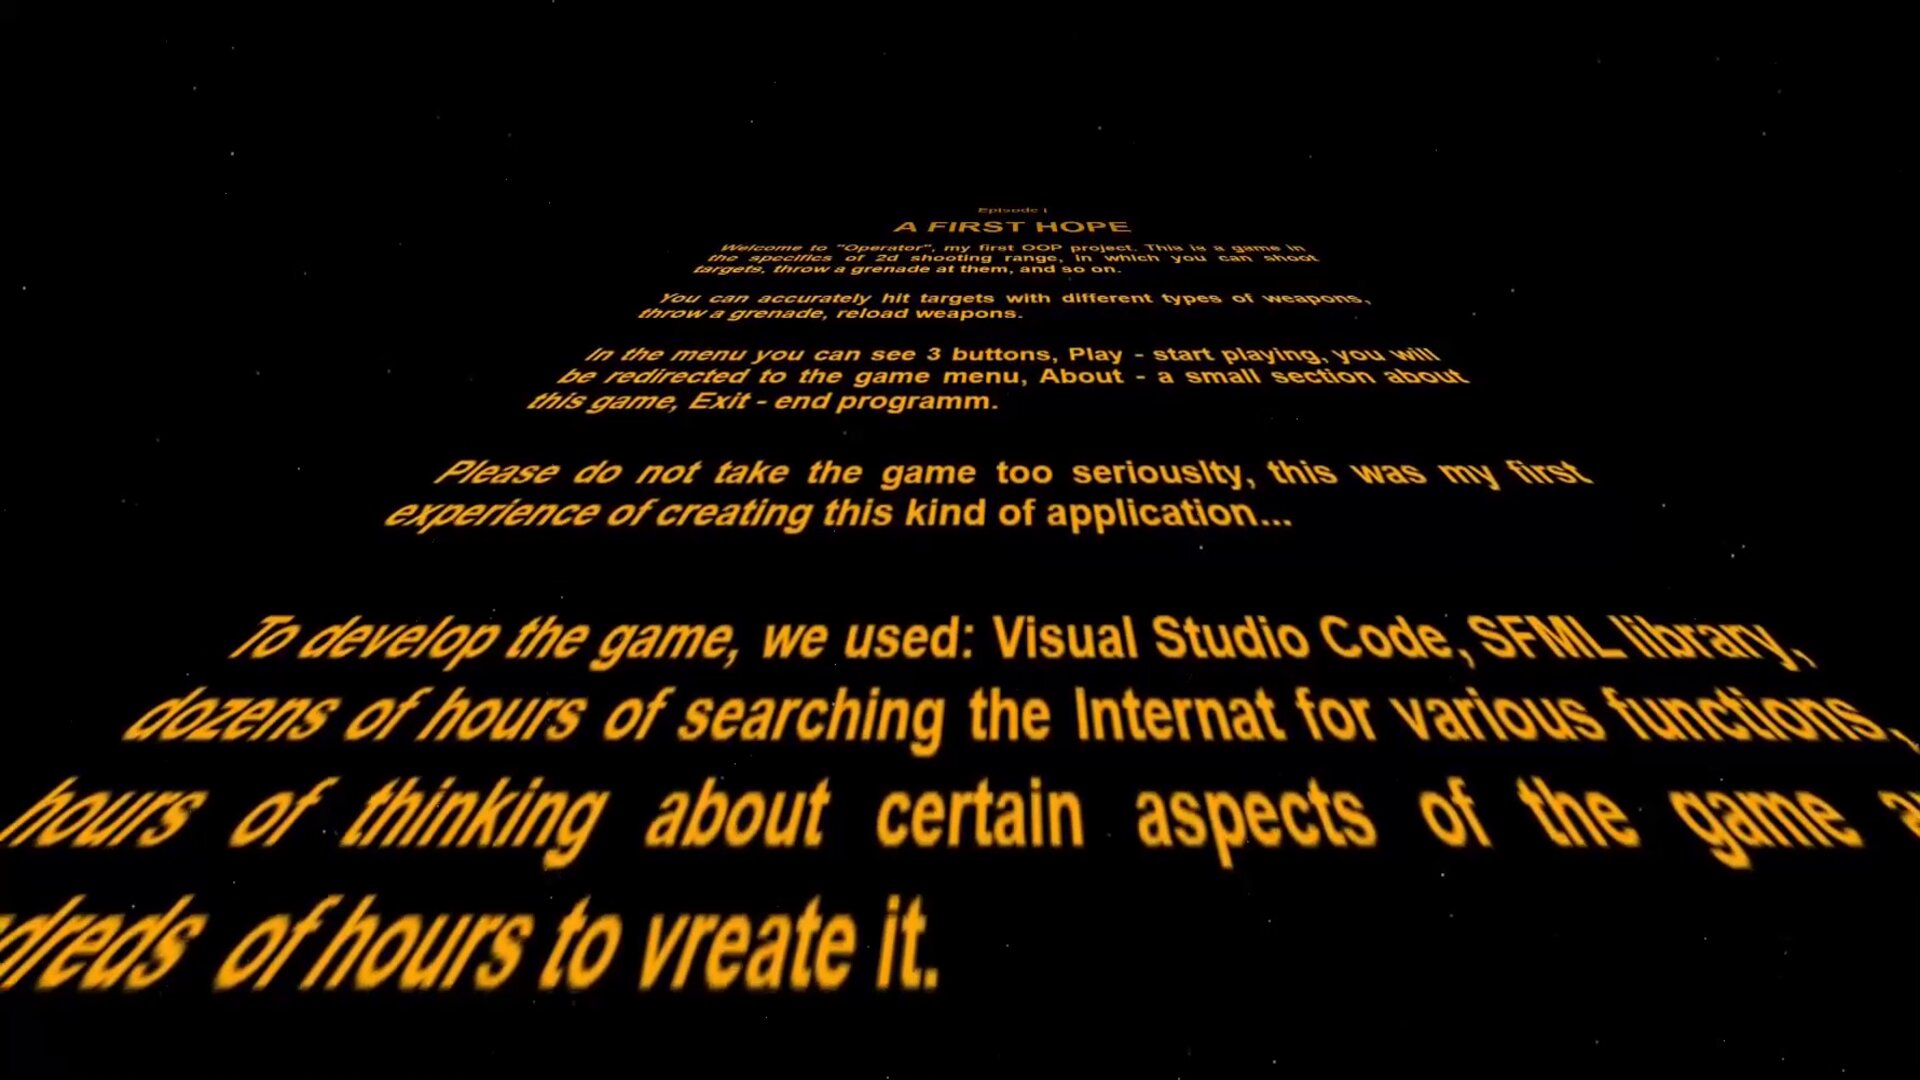 Episode I
A FIRST HOPE
Welcome to "Operator", my first OOP project. This is a game in
the specifics of 2d shooting range, in which you can shoot
targets, throw a grenade at them, and so on.
You can accurately hit targets with different types of weapons,
throw a grenade, reload weapons.
In the menu you can see 3 buttons, Play - start playing, you will
be redirected to the game menu, About - a small section about
this game, Exit - end programm.
Please do not take the game too seriouslty, this was my first
experience of creating this kind of application...
To develop the game, we used: Visual Studio Code, SFML library,
dozens of hours of searching the Internat for various functions,
hours of thinking about certain aspects of the game
of hours to vreate it.